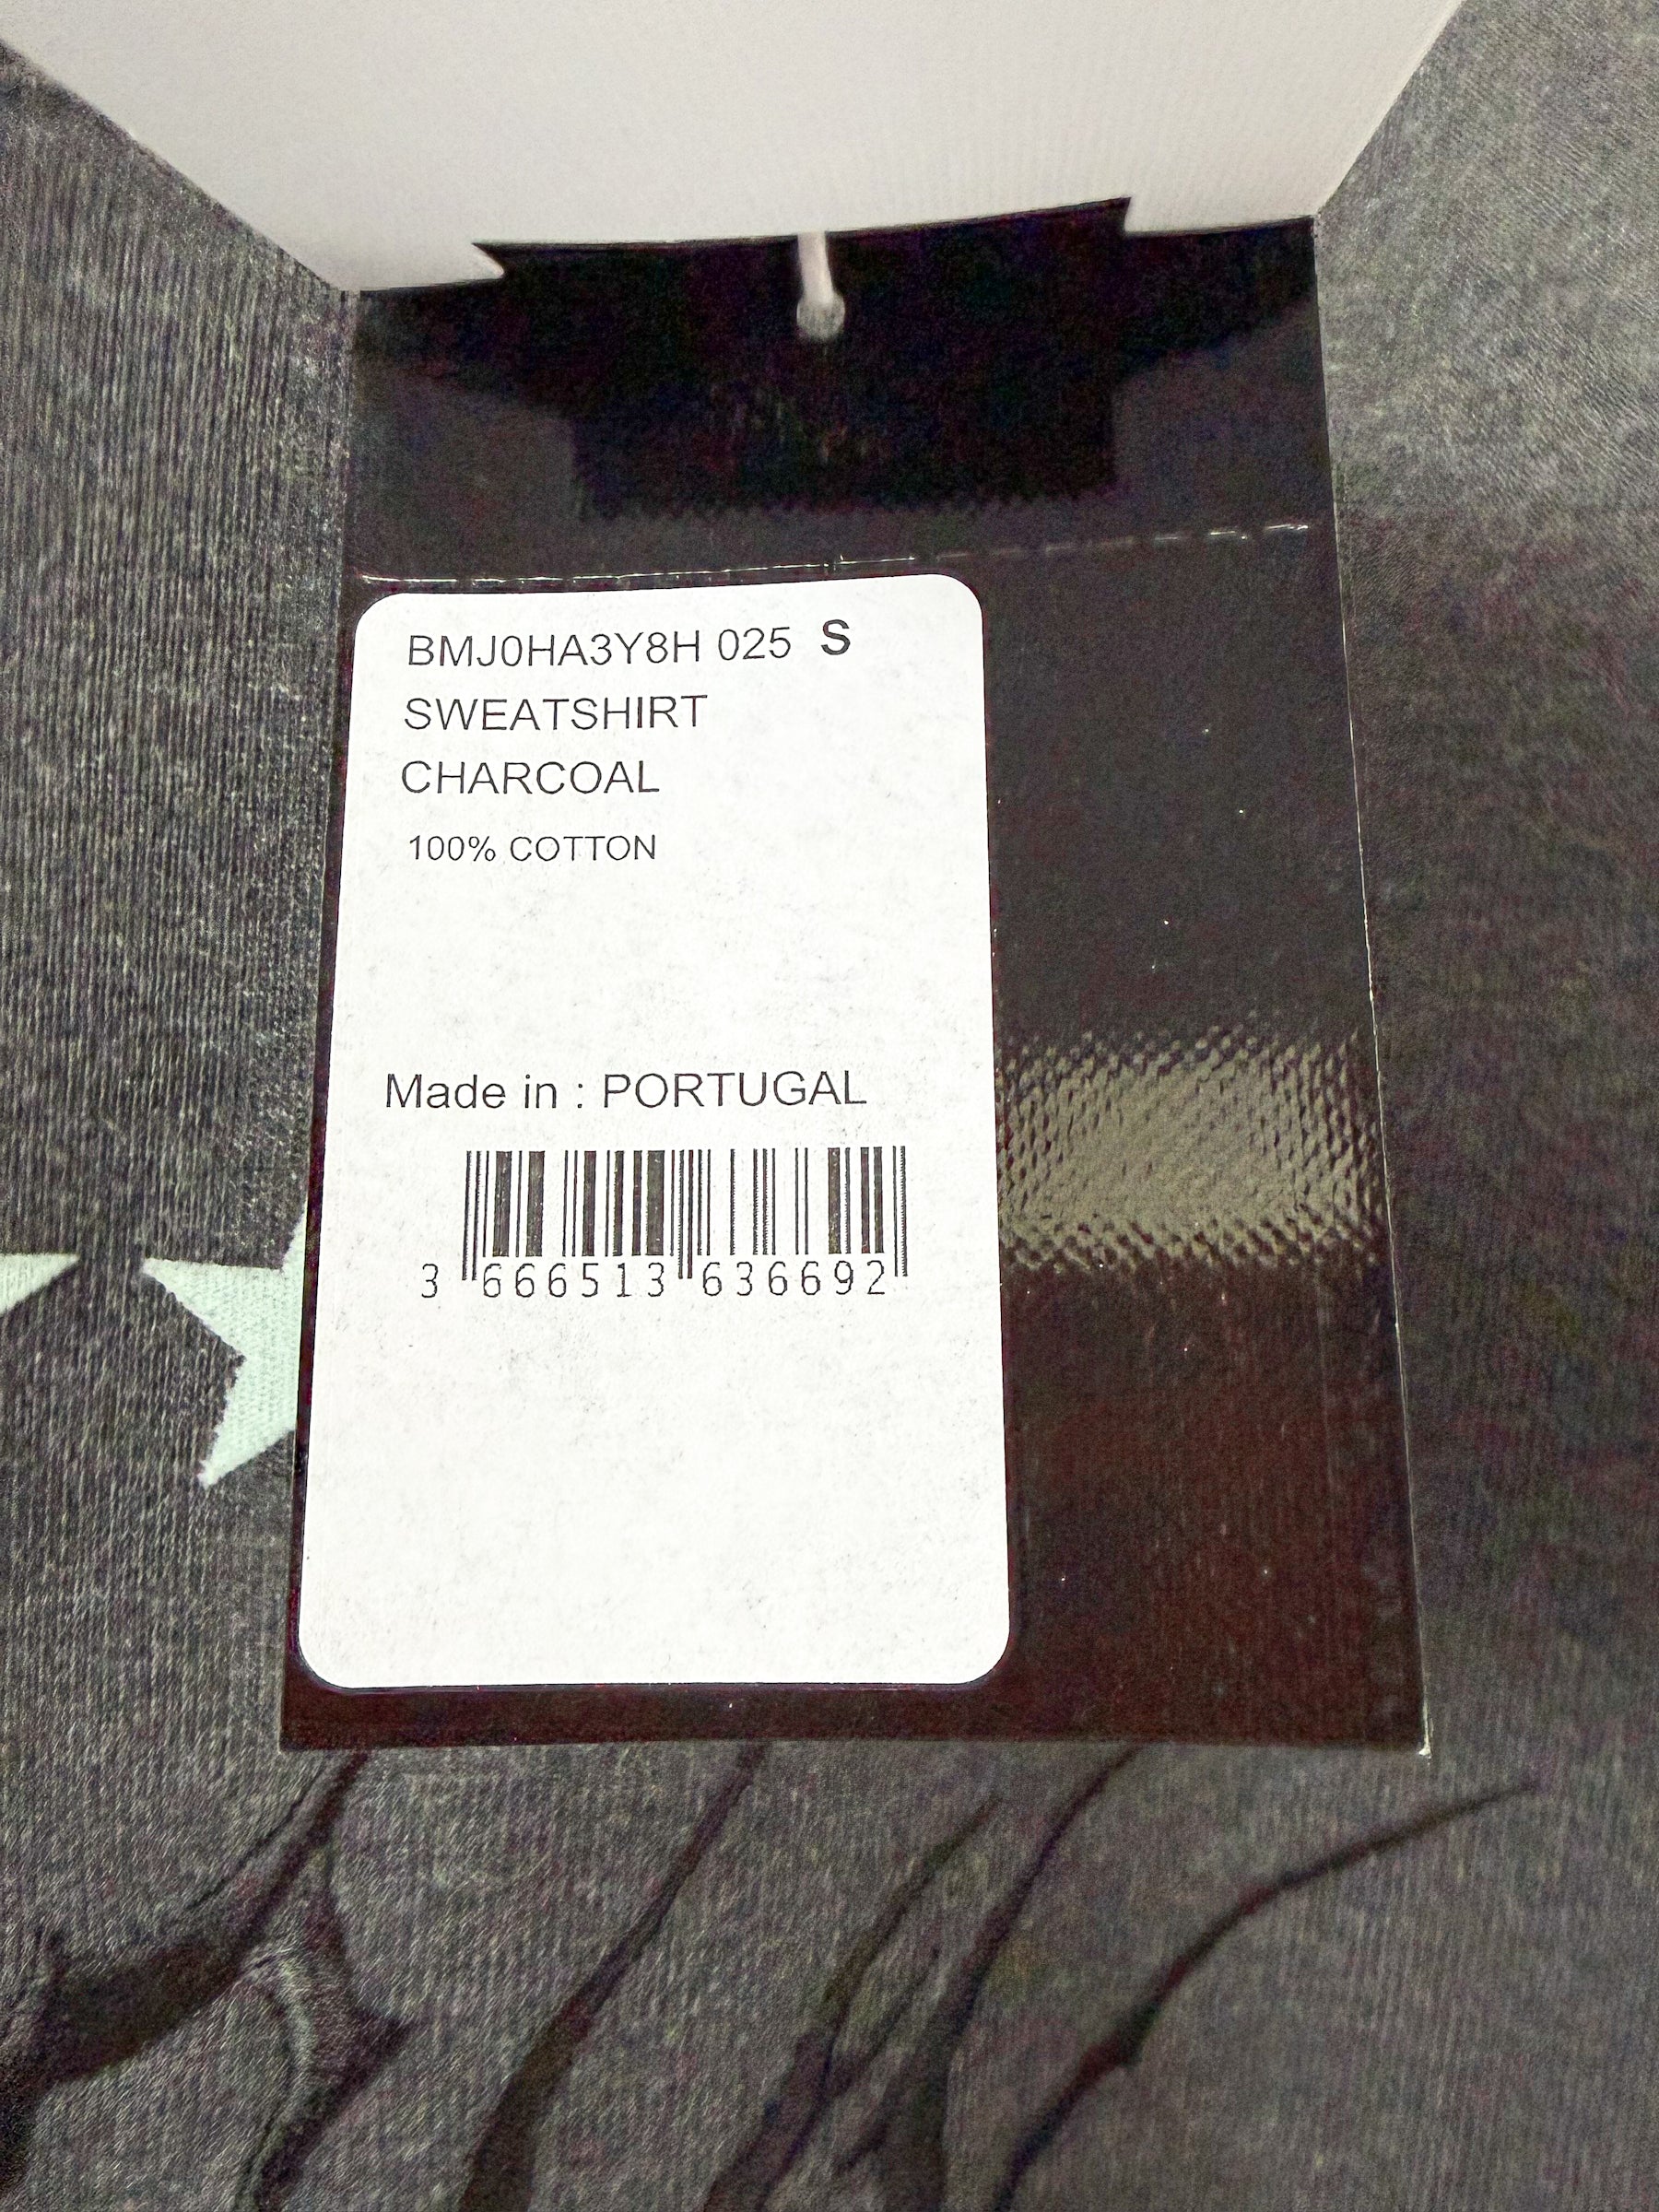 BMJ0HA3Y8H 025 S
SWEATSHIRT
CHARCOAL
100% COTTON
Made in : PORTUGAL
3 666513 636692